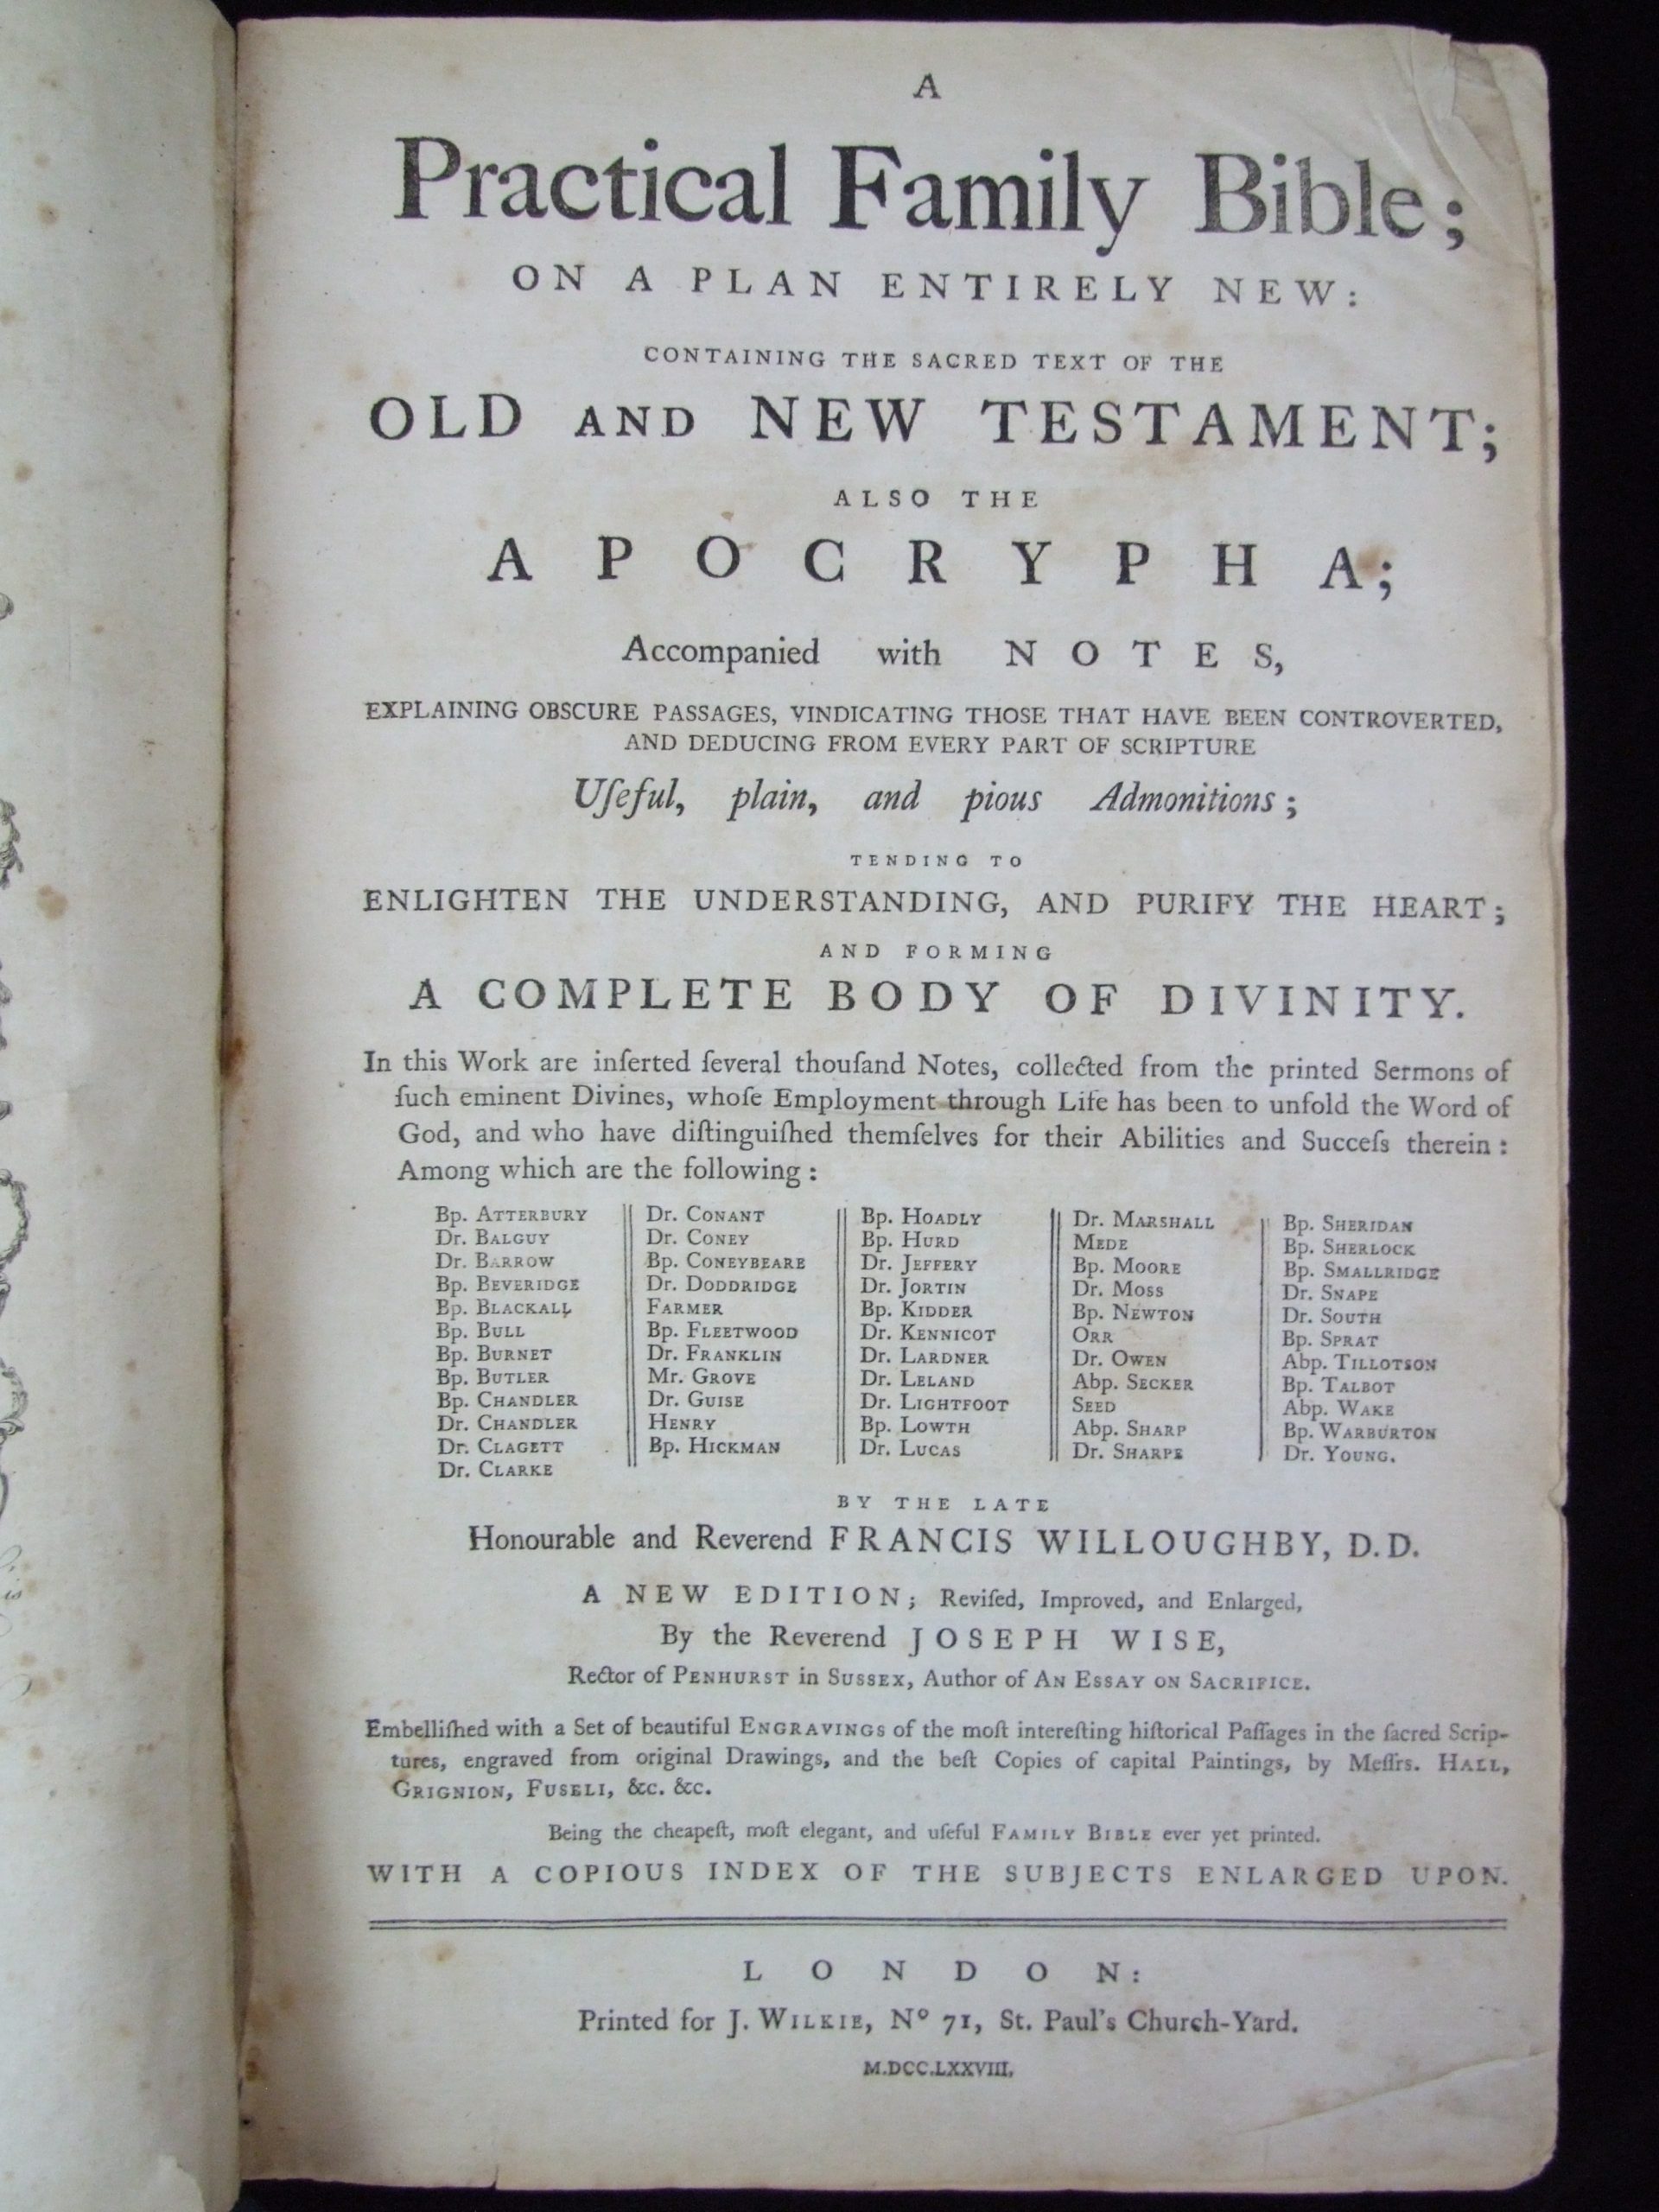 A
Practical Family Bible;
ON A PLAN ENTIRELY NEW:
CONTAINING THE SACRED TEXT OF THE
OLD AND NEW TESTAMENT;
ALSO THE
APOCRYPHA;
Accompanied with NOTES,
EXPLAINING OBSCURE PASSAGES, VINDICATING THOSE THAT HAVE BEEN CONTROVERTED,
AND DEDUCING FROM EVERY PART OF SCRIPTURE
Uſeful, plain, and pious Admonitions;
TENDING TO
ENLIGHTEN THE UNDERSTANDING, AND PURIFY THE HEART;
AND FORMING
A COMPLETE BODY OF DIVINITY.
In this Work are inſerted ſeveral thouſand Notes, collected from the printed Sermons of
ſuch eminent Divines, whoſe Employment through Life has been to unfold the Word of
God, and who have diſtinguiſhed themſelves for their Abilities and Succeſs therein:
Among which are the following:
Bp. ATTERBURY
Dr. BALGUY
Dr. BARROW
Bp. BEVERIDGE
Bp. BLACKALL
Bp. BULL
Bp. BURNET
Bp. BUTLER
Bp. CHANDLER
Dr. CHANDLER
Dr. CLAGETT
Dr. CLARKE
Dr. CONANT
Dr. CONEY
Bp. CONEYBEARE
Dr. DODDRIDGE
FARMER
Bp. FLEETWOOD
Dr. FRANKLIN
Mr. GROVE
Dr. GUISE
HENRY
Bp. HICKMAN
Bp. HOADLY
Bp. HURD
Dr. JEFFERY
Dr. JORTIN
Bp. KIDDER
Dr. KENNICOT
Dr. LARDNER
Dr. LELAND
Dr. LIGHTFOOT
Bp. LOWTH
Dr. LUCAS
Dr. MARSHALL
MEDE
Bp. MOORE
Dr. MOSS
Bp. NEWTON
ORR
Dr. OWEN
Abp. SECKER
SEED
Abp. SHARP
Dr. SHARPE
Bp. SHERIDAN
Bp. SHERLOCK
Bp. SMALLRIDGE
Dr. SNAPE
Dr. SOUTH
Bp. SPRAT
Abp. TILLOTSON
Bp. TALBOT
Abp. WAKE
Bp. WARBURTON
Dr. YOUNG.
BY THE LATE
Honourable and Reverend FRANCIS WILLOUGHBY, D.D.
A NEW EDITION; Reviſed, Improved, and Enlarged,
By the Reverend JOSEPH WISE,
Rector of PENHURST in SUSSEX, Author of AN ESSAY ON SACRIFICE.
Embelliſhed with a Set of beautiful ENGRAVINGS of the moſt intereſting hiſtorical Paſſages in the ſacred Scrip-
tures, engraved from original Drawings, and the beſt Copies of capital Paintings, by Meſſrs. HALL,
GRIGNION, FUSELI, &c. &c.
Being the cheapeſt, moſt elegant, and uſeful FAMILY BIBLE ever yet printed.
WITH A COPIOUS INDEX OF THE SUBJECTS ENLARGED UPON.
LONDON:
Printed for J. WILKIE, Nº 71, St. Paul's Church-Yard.
M.DCC.LXXVIII.